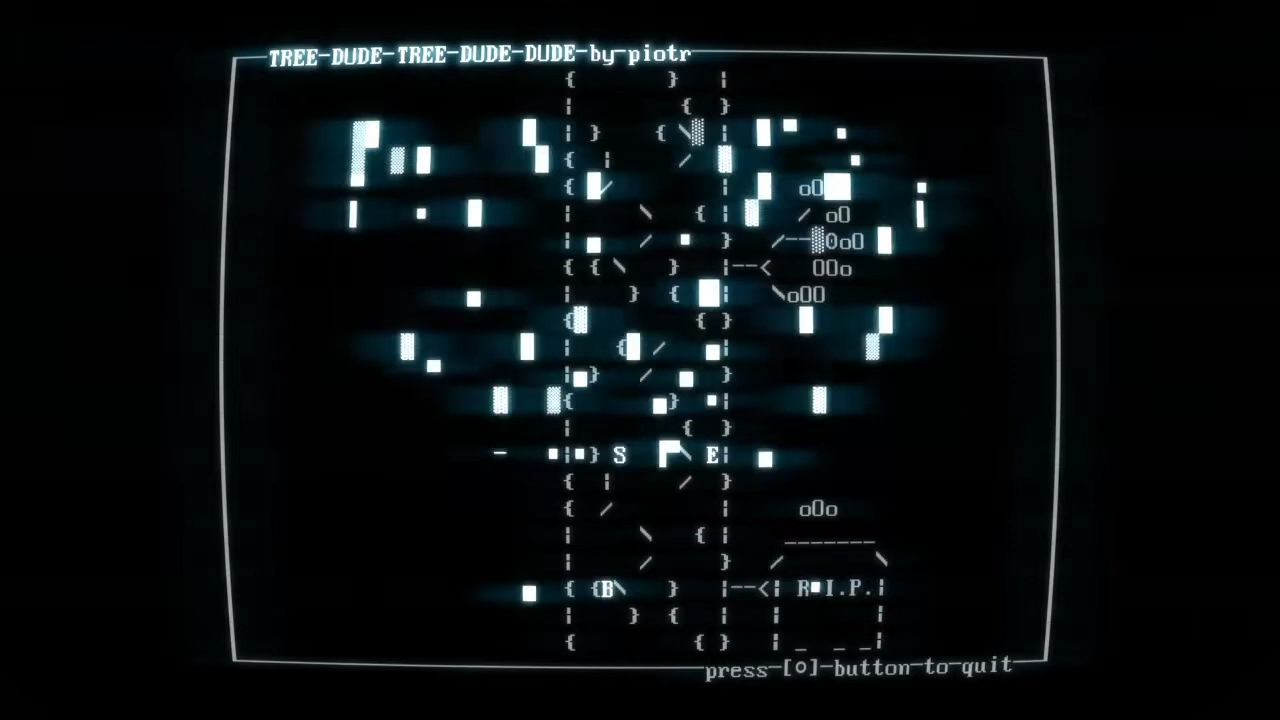 TREE-DUDE-TREE-DUDE-DUDE-by-piotr
S E
B R I.P.
press-[O]-button-to-quit